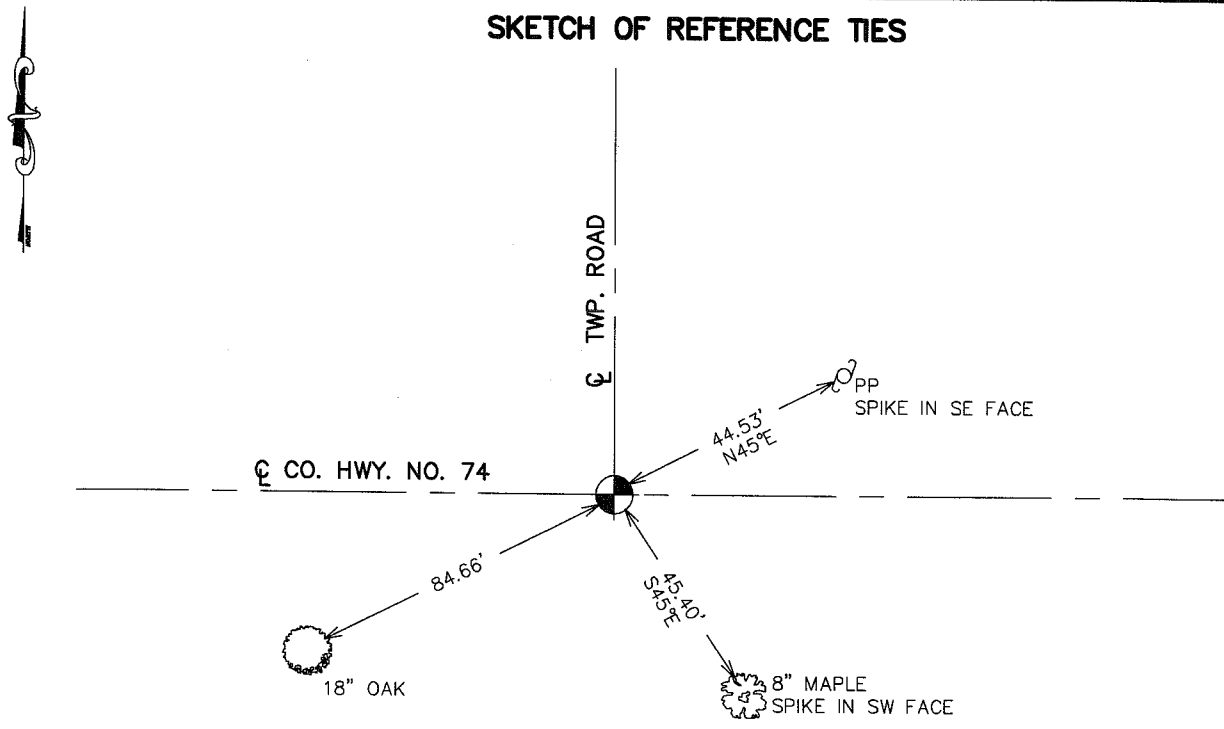 SKETCH OF REFERENCE TIES
℄ TWP. ROAD
PP
SPIKE IN SE FACE
44.53'
N45°E
℄ CO. HWY. NO. 74
84.66'
45.40'
S45°E
18" OAK
8" MAPLE
SPIKE IN SW FACE